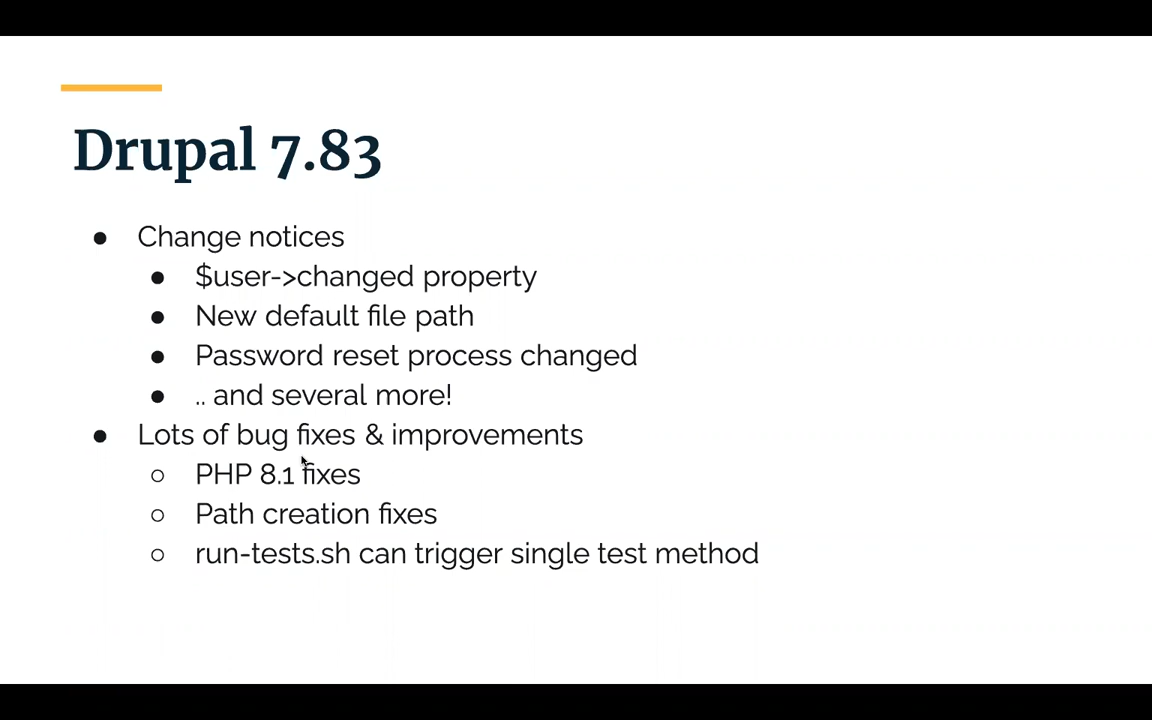 Drupal 7.83
● Change notices
● $user->changed property
● New default file path
● Password reset process changed
● .. and several more!
● Lots of bug fixes & improvements
○ PHP 8.1 fixes
○ Path creation fixes
○ run-tests.sh can trigger single test method